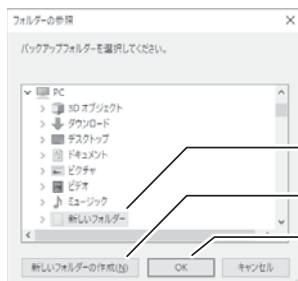 フォルダーの参照
バックアップフォルダーを選択してください。
PC
3D オブジェクト
ダウンロード
デスクトップ
ドキュメント
ピクチャ
ビデオ
ミュージック
新しいフォルダー
新しいフォルダーの作成(N)
OK
キャンセル